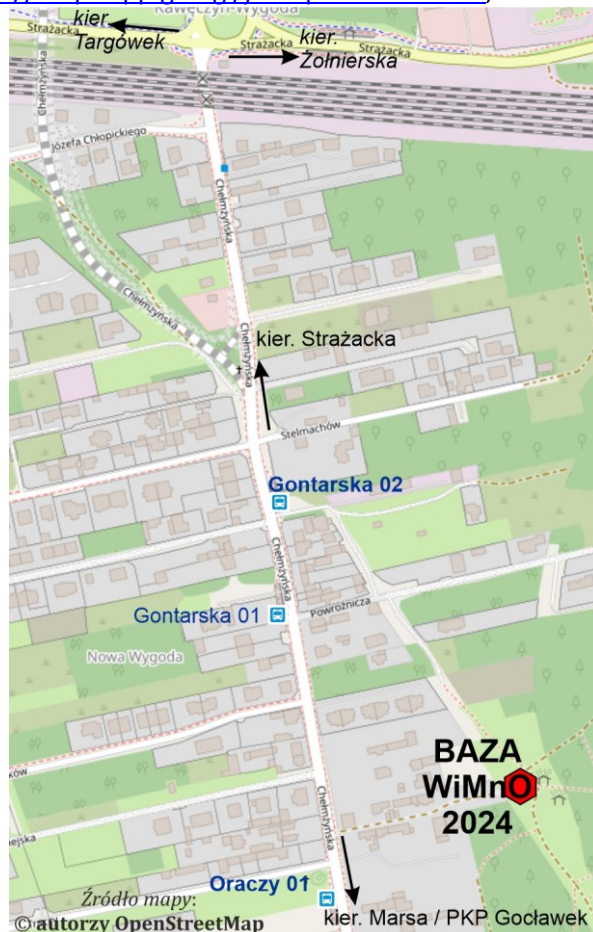 Rawęczyn-Wygoda
kier.
Targówek
kier.
Żołnierska
Strażacka
Strażacka
Strażacka
Chełmżyńska
Józefa Chłopickiego
Chełmżyńska
Chełmżyńska
Chełmżyńska
kier. Strażacka
Stelmachów
Gontarska 02
Chełmżyńska
Gontarska 01
Powroźnicza
Nowa Wygoda
BAZA
WiMnO
2024
Chełmżyńska
Oraczy 01
Źródło mapy:
© autorzy OpenStreetMap
kier. Marsa / PKP Gocławek